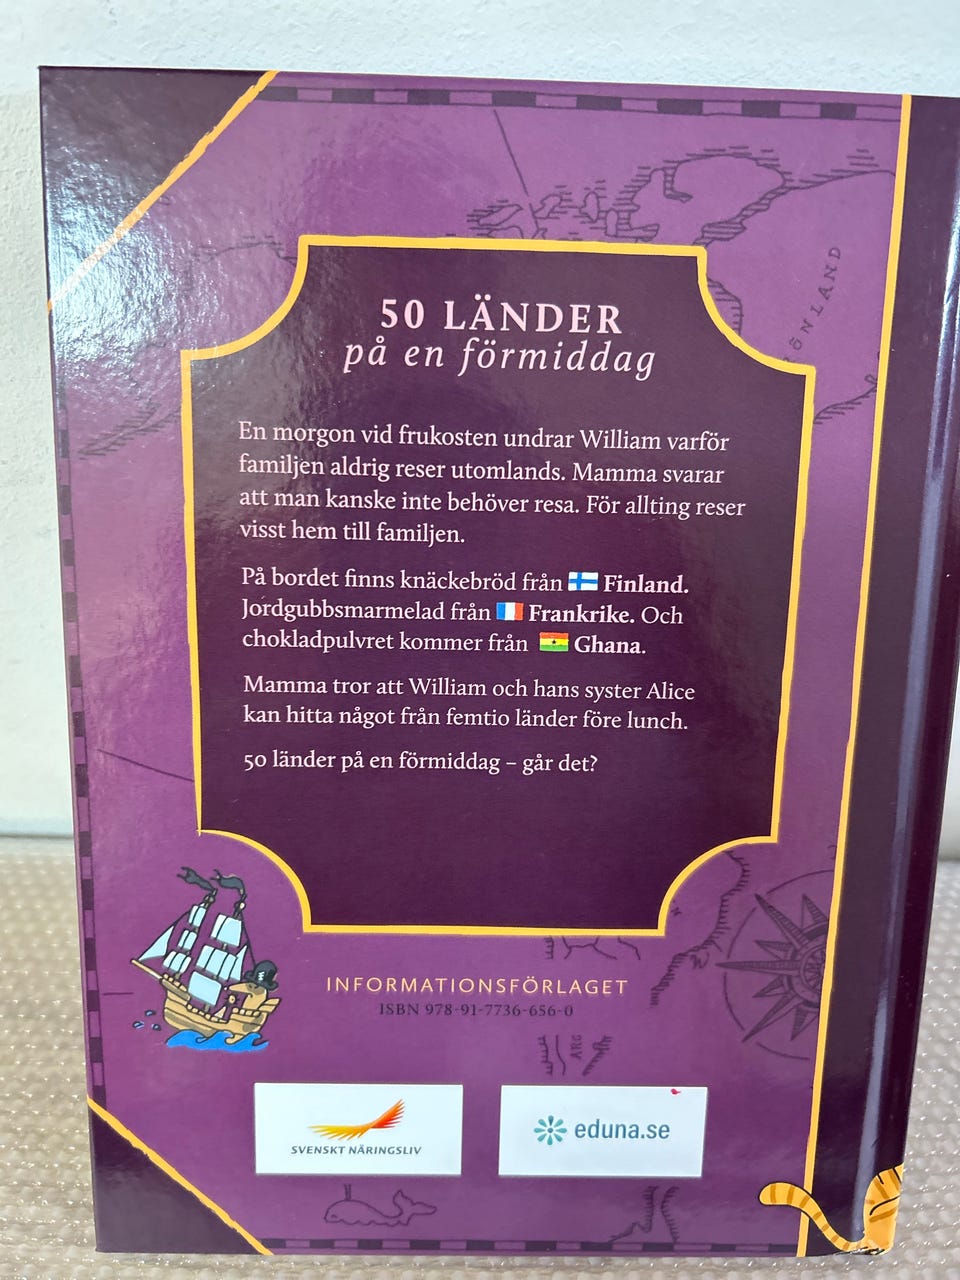 50 LÄNDER
på en förmiddag
En morgon vid frukosten undrar William varför
familjen aldrig reser utomlands. Mamma svarar
att man kanske inte behöver resa. För allting reser
visst hem till familjen.
På bordet finns knäckebröd från Finland.
Jordgubbsmarmelad från Frankrike. Och
chokladpulvret kommer från Ghana.
Mamma tror att William och hans syster Alice
kan hitta något från femtio länder före lunch.
50 länder på en förmiddag – går det?
INFORMATIONSFÖRLAGET
ISBN 978-91-7736-656-0
ARG
SVENSKT NÄRINGSLIV
eduna.se